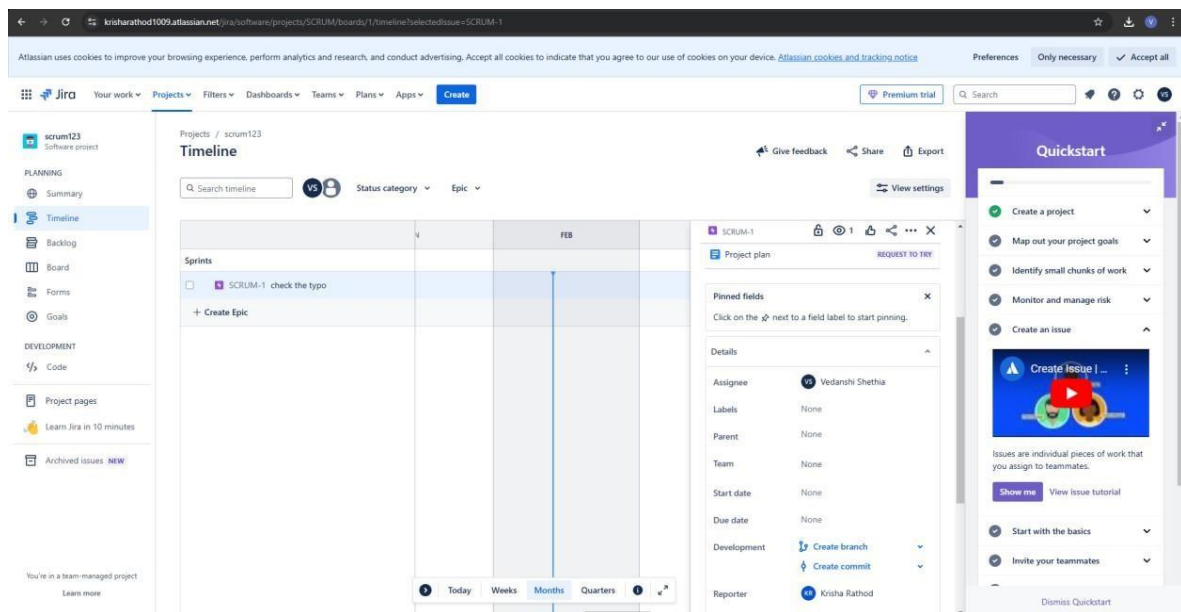 krisharathod1009.atlassian.net/jira/software/projects/SCRUM/boards/1/timeline?selectedIssue=SCRUM-1
V
Atlassian uses cookies to improve your browsing experience, perform analytics and research, and conduct advertising. Accept all cookies to indicate that you agree to our use of cookies on your device. Atlassian cookies and tracking notice
Preferences Only necessary Accept all
Jira Your work Projects Filters Dashboards Teams Plans Apps Create Premium trial Search VS
scrum123
Software project
PLANNING
Summary
Timeline
Backlog
Board
Forms
Goals
DEVELOPMENT
Code
Project pages
Learn Jira in 10 minutes
Archived issues NEW
You're in a team-managed project
Learn more
Projects / scrum123
Timeline
Give feedback Share Export
Search timeline VS Status category Epic View settings
FEB
Sprints
SCRUM-1 check the typo
+ Create Epic
Today Weeks Months Quarters
SCRUM-1 1
Project plan REQUEST TO TRY
Pinned fields
Click on the next to a field label to start pinning.
Details
Assignee VS Vedanshi Shethia
Labels None
Parent None
Team None
Start date None
Due date None
Development Create branch
Create commit
Reporter KR Krisha Rathod
Quickstart
Create a project
Map out your project goals
Identify small chunks of work
Monitor and manage risk
Create an issue
Create Issue | ...
Issues are individual pieces of work that
you assign to teammates.
Show me View issue tutorial
Start with the basics
Invite your teammates
Dismiss Quickstart